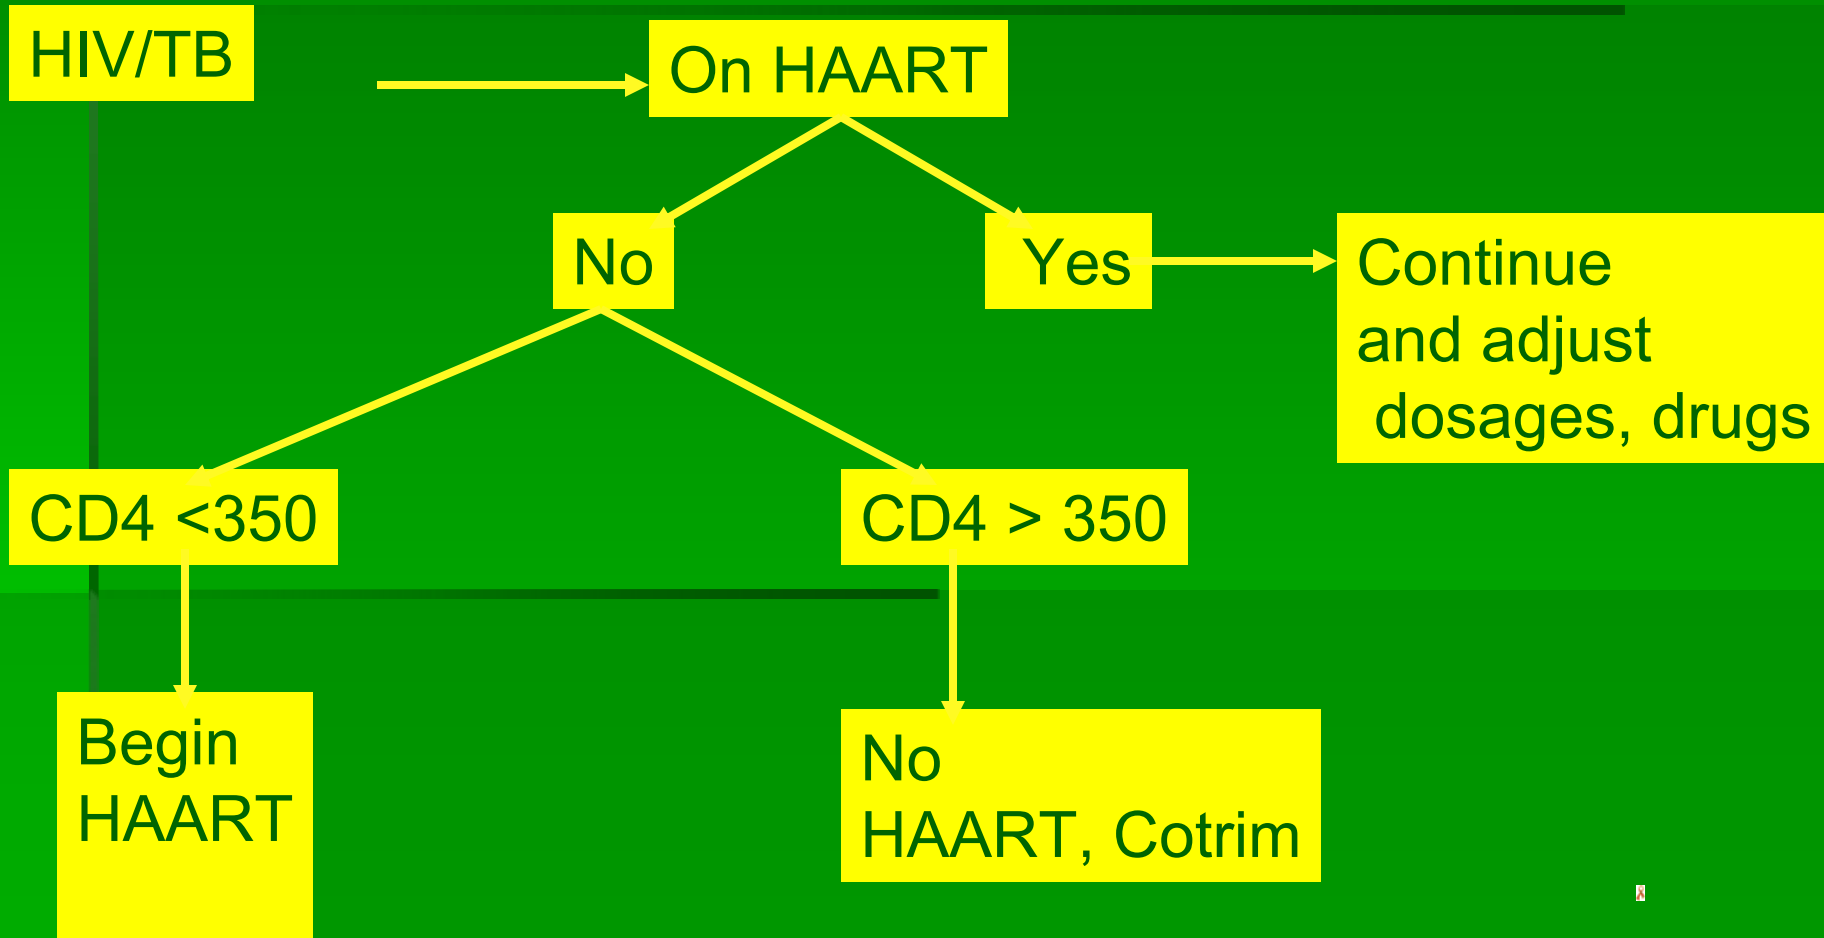 HIV/TB
On HAART
No
Yes
Continue
and adjust
dosages, drugs
CD4 <350
CD4 > 350
Begin
HAART
No
HAART, Cotrim